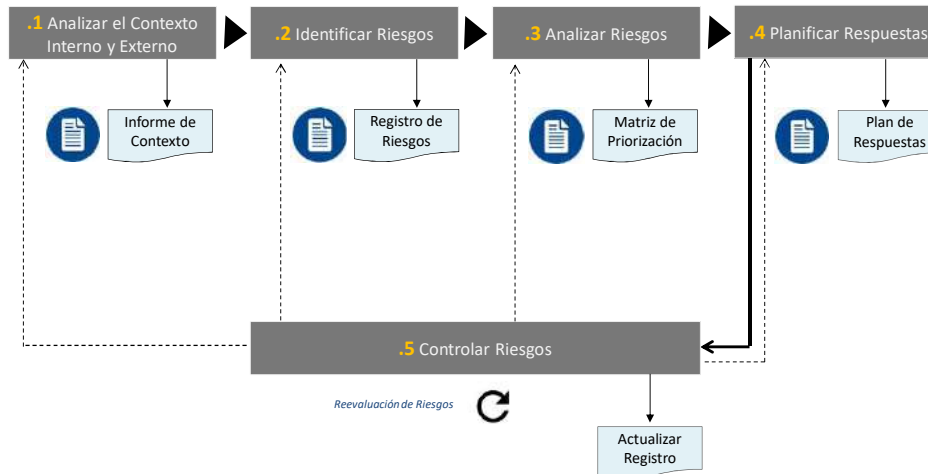 .1 Analizar el Contexto
Interno y Externo
.2 Identificar Riesgos
.3 Analizar Riesgos
.4 Planificar Respuestas
Informe de
Contexto
Registro de
Riesgos
Matriz de
Priorización
Plan de
Respuestas
.5 Controlar Riesgos
Reevaluación de Riesgos
Actualizar
Registro